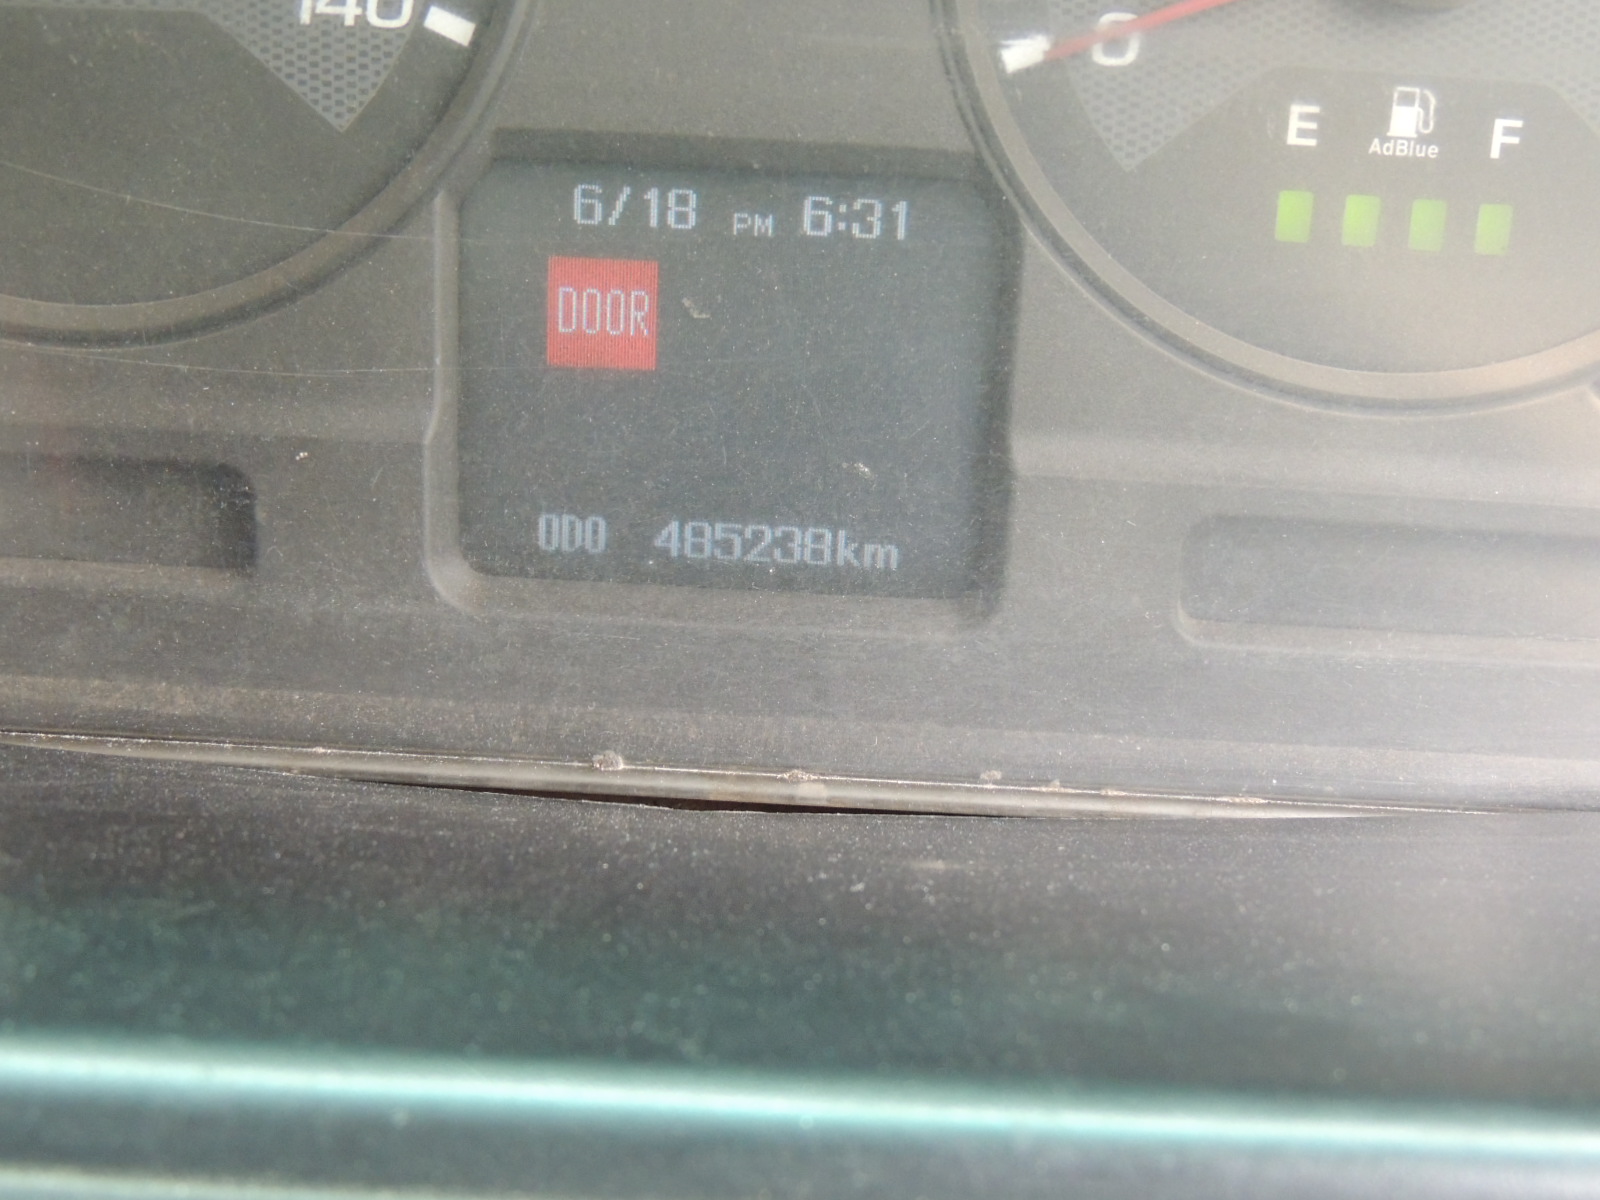 140
0
E F
AdBlue
6/18 PM 6:31
DOOR
ODO 485238km